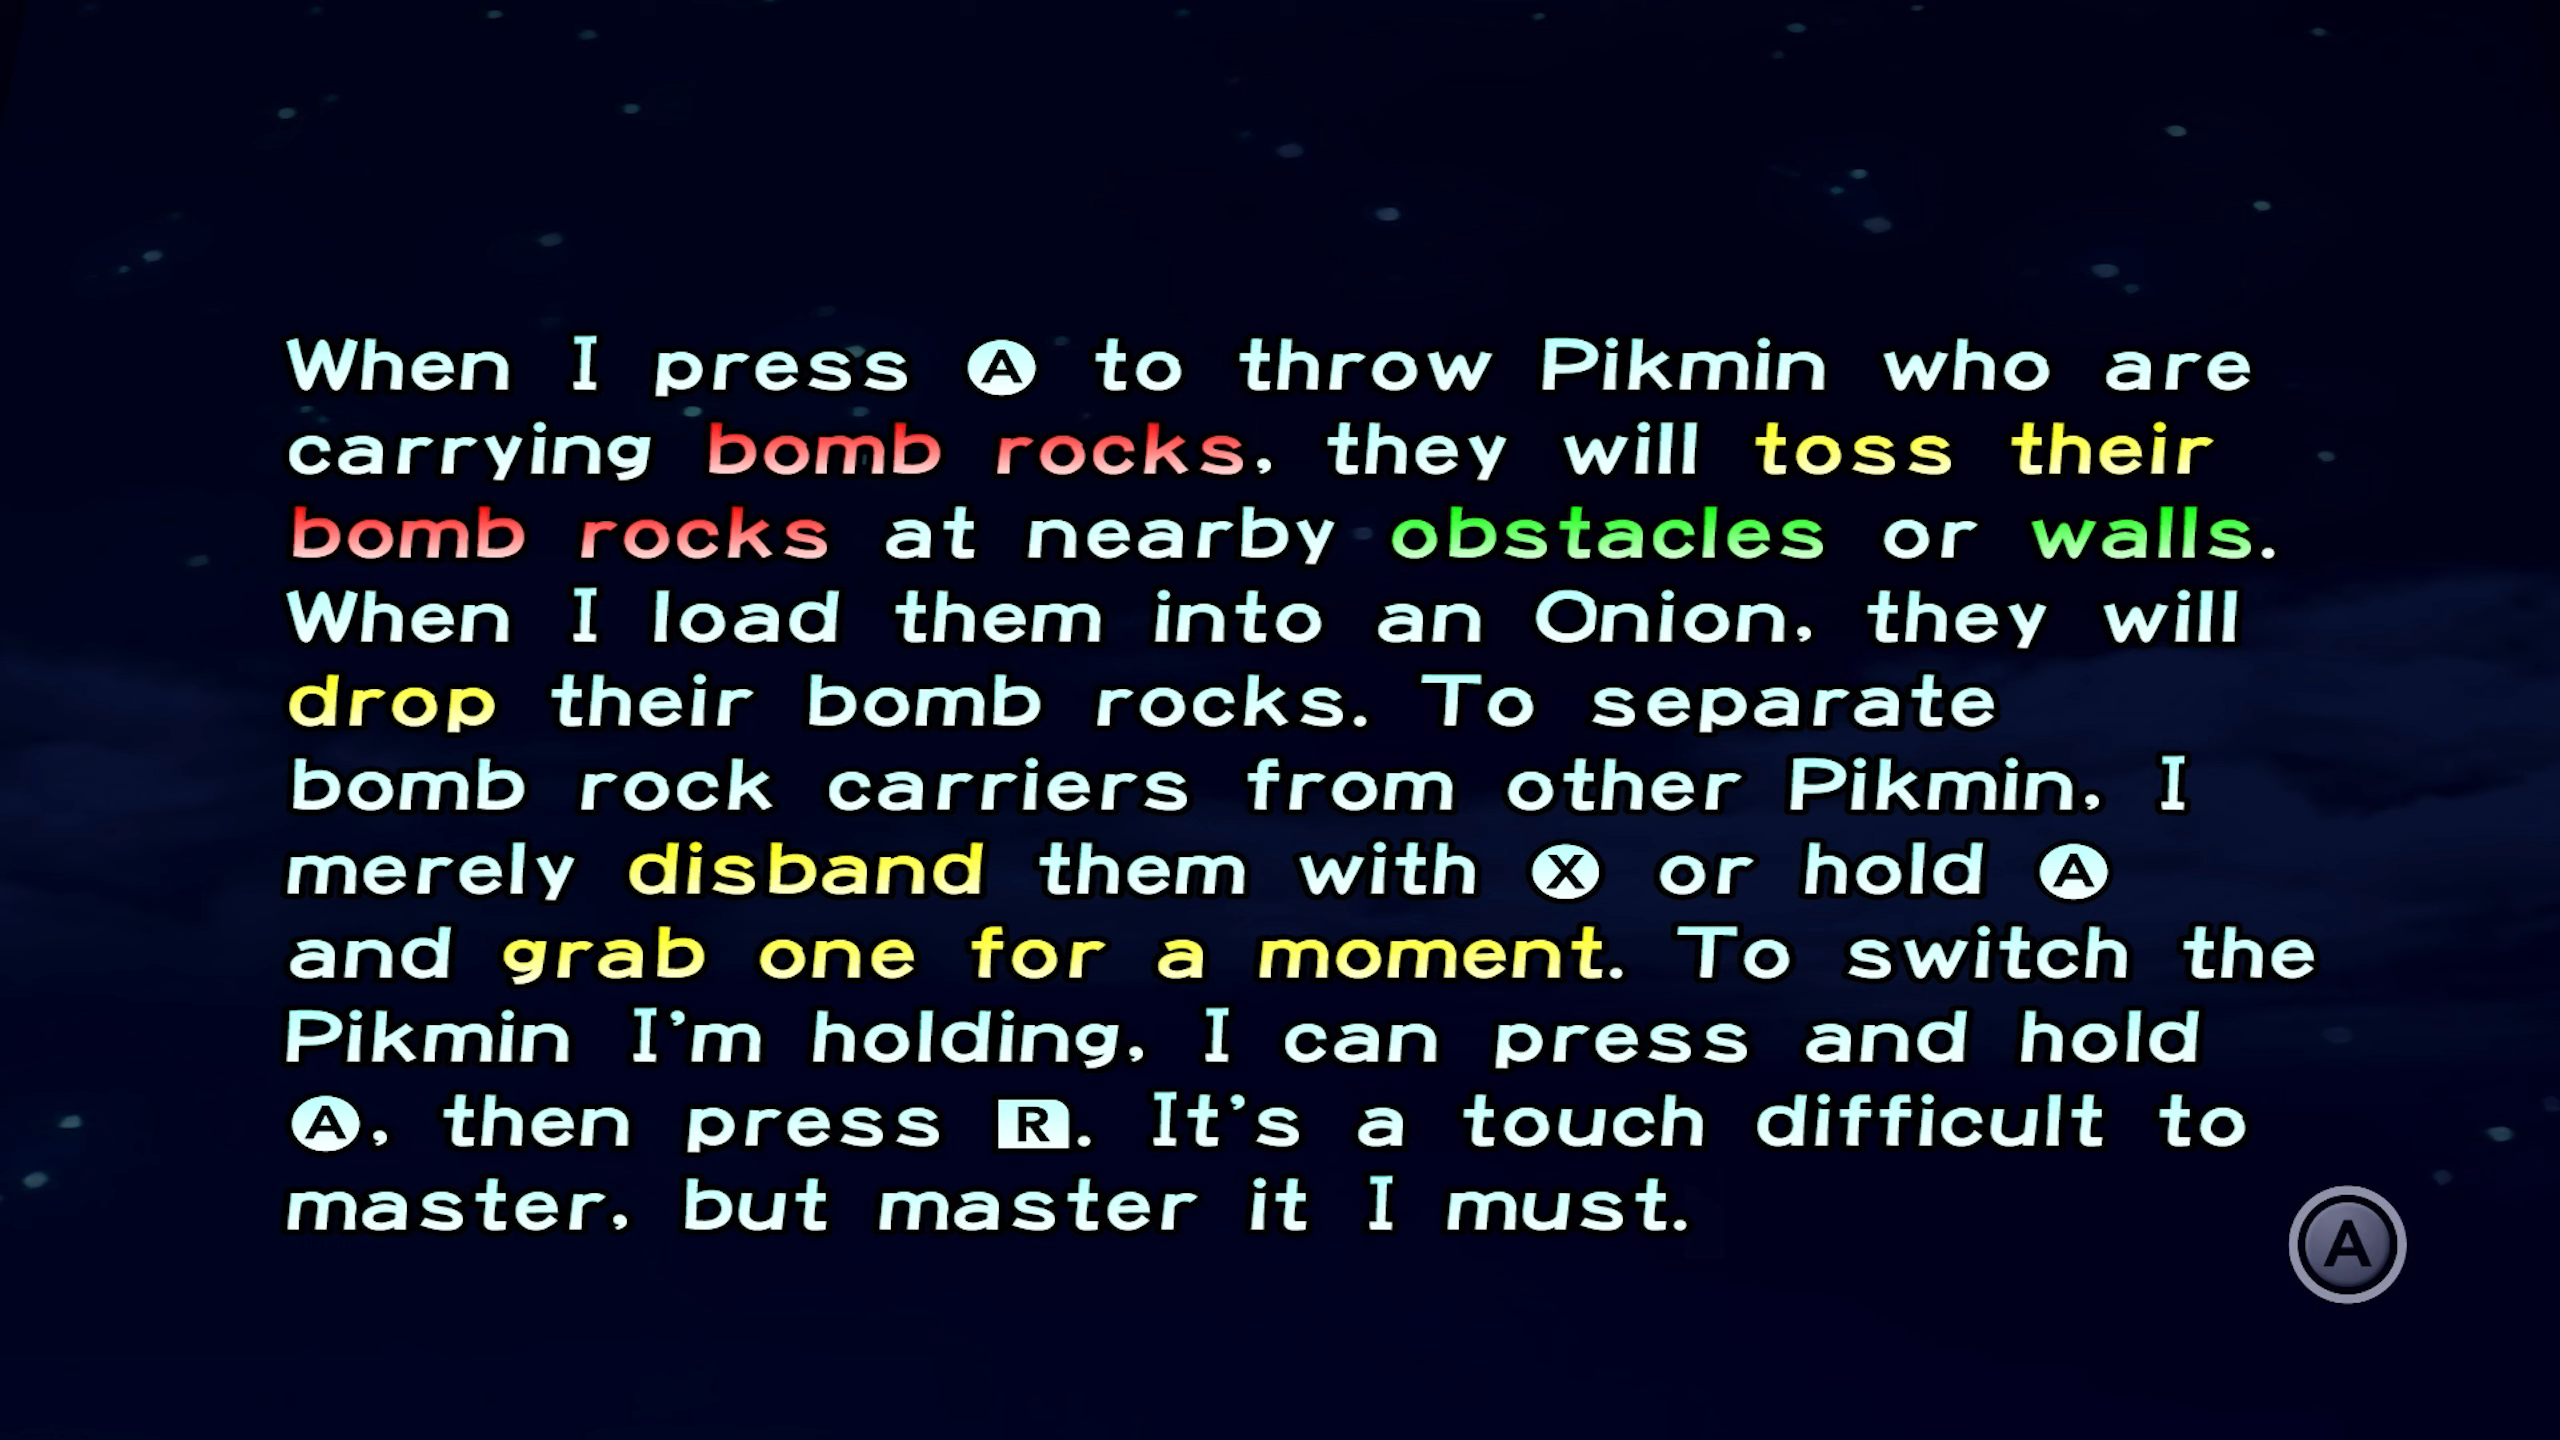 When I press A to throw Pikmin who are
carrying bomb rocks, they will toss their
bomb rocks at nearby obstacles or walls.
When I load them into an Onion, they will
drop their bomb rocks. To separate
bomb rock carriers from other Pikmin, I
merely disband them with X or hold A
and grab one for a moment. To switch the
Pikmin I'm holding, I can press and hold
A, then press R. It's a touch difficult to
master, but master it I must.
A